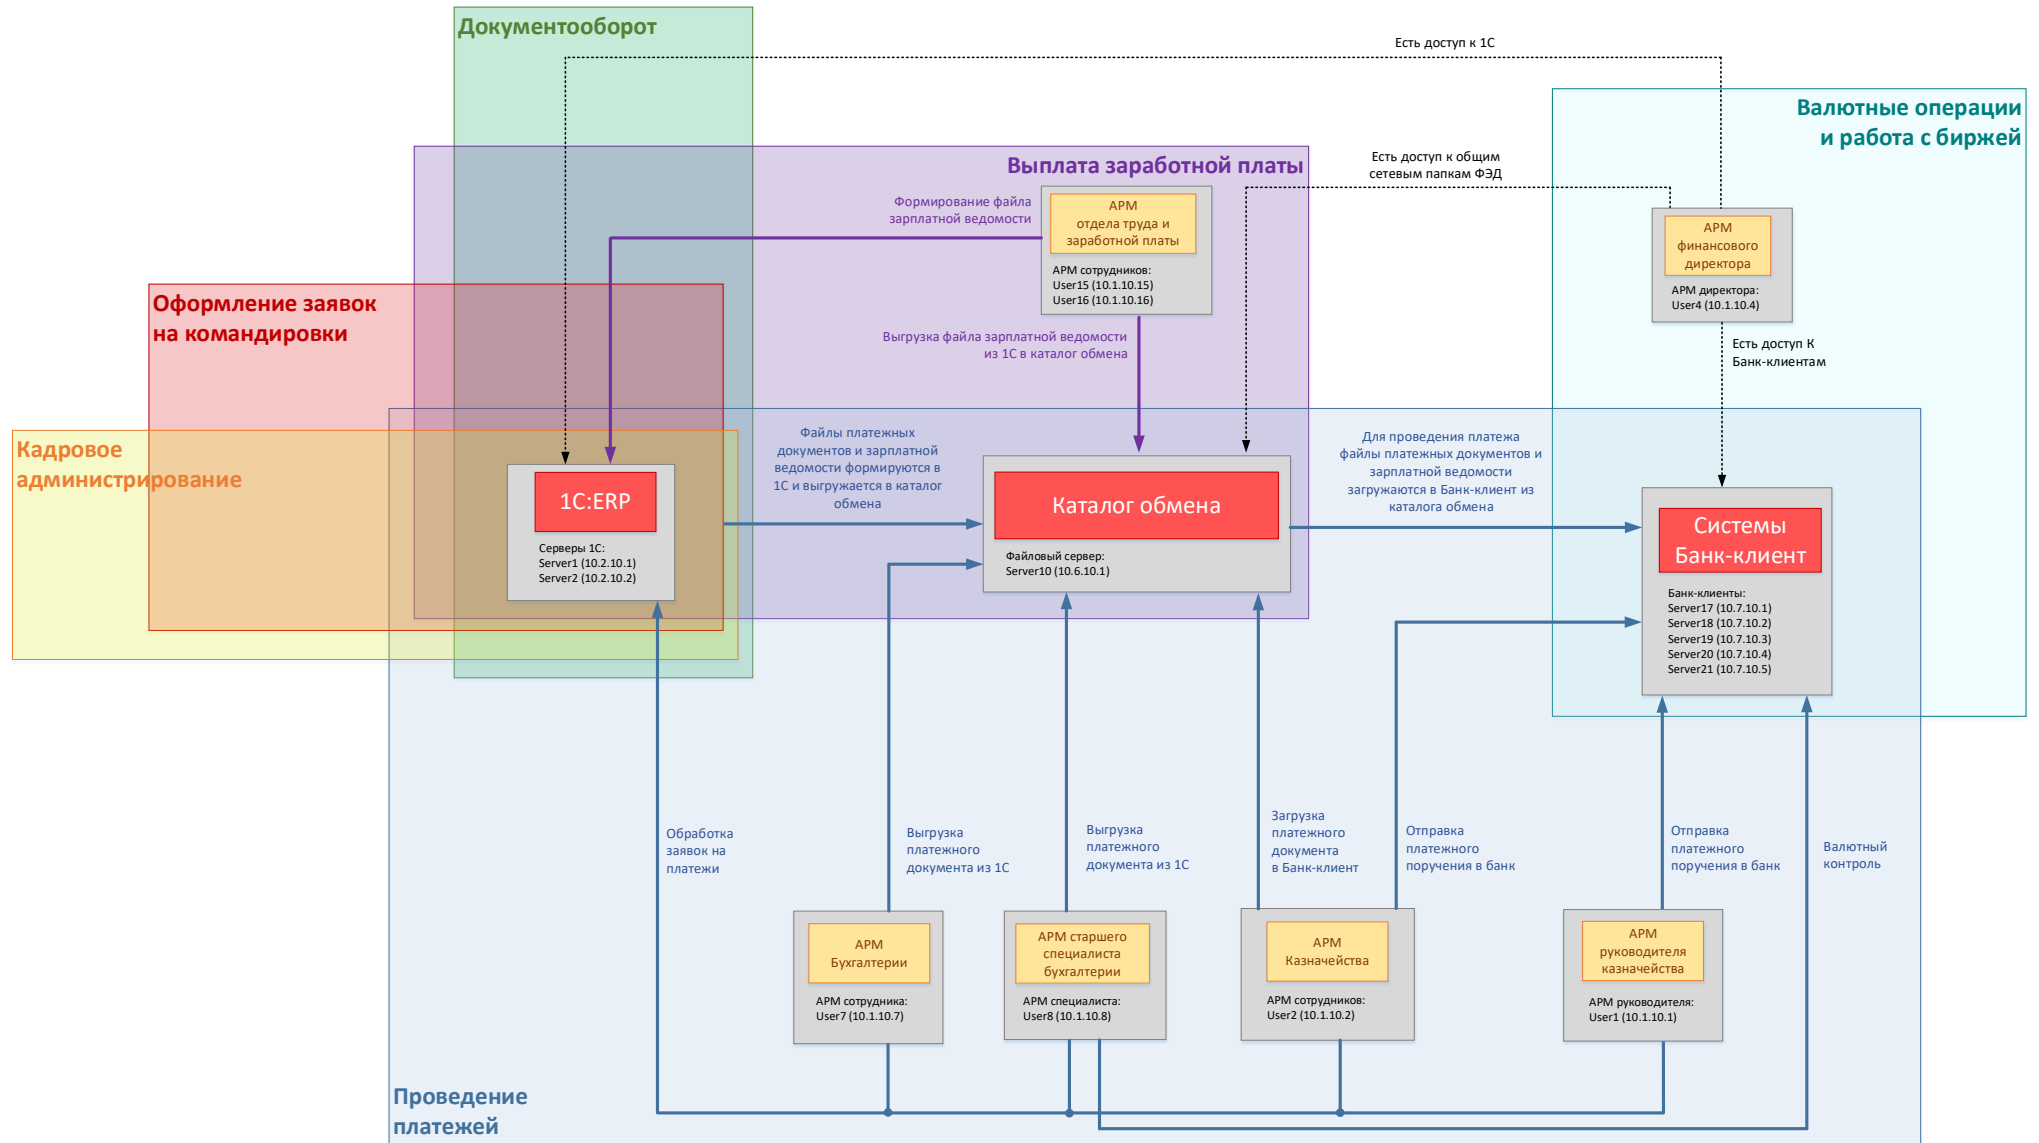 Документооборот
Есть доступ к 1С
Валютные операции
и работа с биржей
Выплата заработной платы
Есть доступ к общим
сетевым папкам ФЭД
Формирование файла
зарплатной ведомости
АРМ
отдела труда и
заработной платы
АРМ сотрудников:
User15 (10.1.10.15)
User16 (10.1.10.16)
АРМ
финансового
директора
АРМ директора:
User4 (10.1.10.4)
Оформление заявок
на командировки
Выгрузка файла зарплатной ведомости
из 1С в каталог обмена
Есть доступ К
Банк-клиентам
Кадровое
администрирование
Файлы платежных
документов и зарплатной
ведомости формируются в
1С и выгружается в каталог
обмена
Для проведения платежа
файлы платежных документов и
зарплатной ведомости
загружаются в Банк-клиент из
каталога обмена
1С:ERP
Серверы 1С:
Server1 (10.2.10.1)
Server2 (10.2.10.2)
Каталог обмена
Файловый сервер:
Server10 (10.6.10.1)
Системы
Банк-клиент
Банк-клиенты:
Server17 (10.7.10.1)
Server18 (10.7.10.2)
Server19 (10.7.10.3)
Server20 (10.7.10.4)
Server21 (10.7.10.5)
Обработка
заявок на
платежи
Выгрузка
платежного
документа из 1С
Выгрузка
платежного
документа из 1С
Загрузка
платежного
документа
в Банк-клиент
Отправка
платежного
поручения в банк
Отправка
платежного
поручения в банк
Валютный
контроль
АРМ
Бухгалтерии
АРМ сотрудника:
User7 (10.1.10.7)
АРМ старшего
специалиста
бухгалтерии
АРМ специалиста:
User8 (10.1.10.8)
АРМ
Казначейства
АРМ сотрудников:
User2 (10.1.10.2)
АРМ
руководителя
казначейства
АРМ руководителя:
User1 (10.1.10.1)
Проведение
платежей